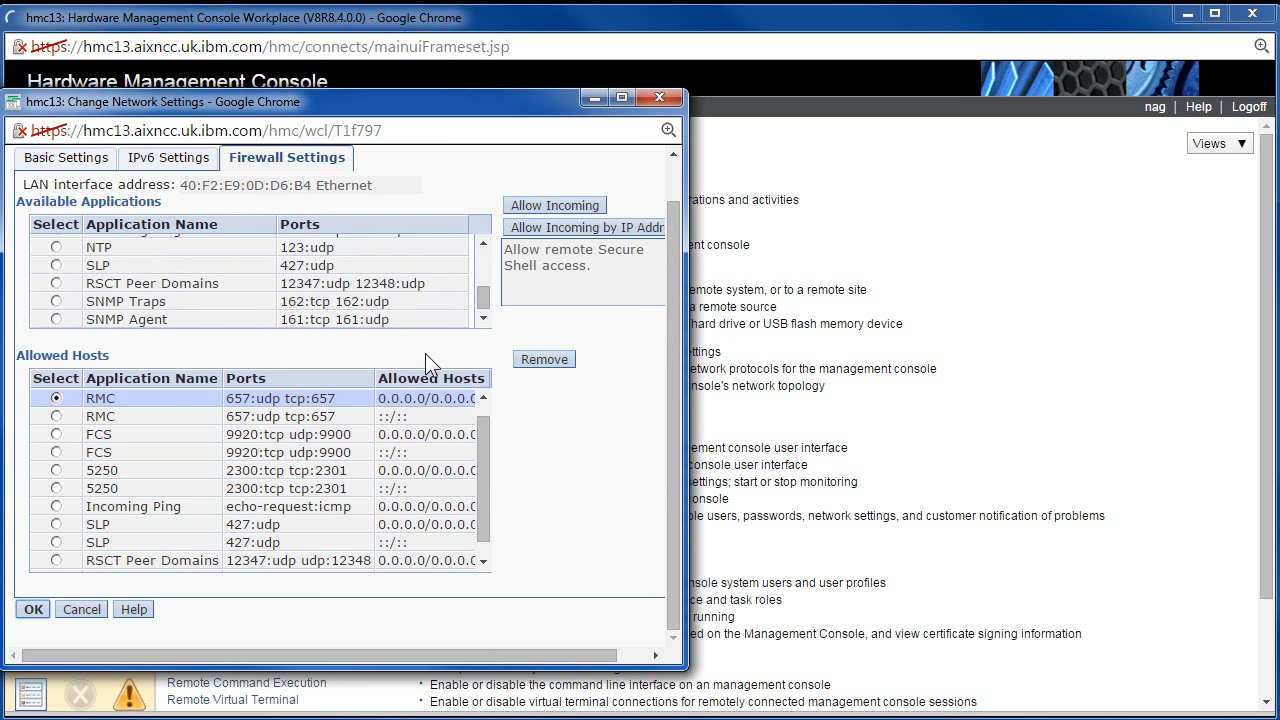 hmc13: Hardware Management Console Workplace (V8R8.4.0.0) - Google Chrome
https://hmc13.aixncc.uk.ibm.com/hmc/connects/mainuiFrameset.jsp
Hardware Management Console
nag | Help | Logoff
Views ▼
hmc13: Change Network Settings - Google Chrome
https://hmc13.aixncc.uk.ibm.com/hmc/wcl/T1f797
Basic Settings IPv6 Settings Firewall Settings
LAN interface address: 40:F2:E9:0D:D6:B4 Ethernet
Available Applications
Select Application Name Ports
NTP 123:udp
SLP 427:udp
RSCT Peer Domains 12347:udp 12348:udp
SNMP Traps 162:tcp 162:udp
SNMP Agent 161:tcp 161:udp
Allow Incoming
Allow Incoming by IP Addr
Allow remote Secure
Shell access.
Allowed Hosts
Remove
Select Application Name Ports Allowed Hosts
RMC 657:udp tcp:657 0.0.0.0/0.0.0.0
RMC 657:udp tcp:657 ::/::
FCS 9920:tcp udp:9900 0.0.0.0/0.0.0.0
FCS 9920:tcp udp:9900 ::/::
5250 2300:tcp tcp:2301 0.0.0.0/0.0.0.0
5250 2300:tcp tcp:2301 ::/::
Incoming Ping echo-request:icmp 0.0.0.0/0.0.0.0
SLP 427:udp 0.0.0.0/0.0.0.0
SLP 427:udp ::/::
RSCT Peer Domains 12347:udp udp:12348 0.0.0.0/0.0.0.0
OK Cancel Help
rations and activities
ent console
emote system, or to a remote site
a remote source
hard drive or USB flash memory device
ttings
etwork protocols for the management console
nsole's network topology
ement console user interface
console user interface
settings; start or stop monitoring
console
le users, passwords, network settings, and customer notification of problems
nsole system users and user profiles
ce and task roles
running
ed on the Management Console, and view certificate signing information
Remote Command Execution • Enable or disable the command line interface on an management console
Remote Virtual Terminal • Enable or disable virtual terminal connections for remotely connected management console sessions